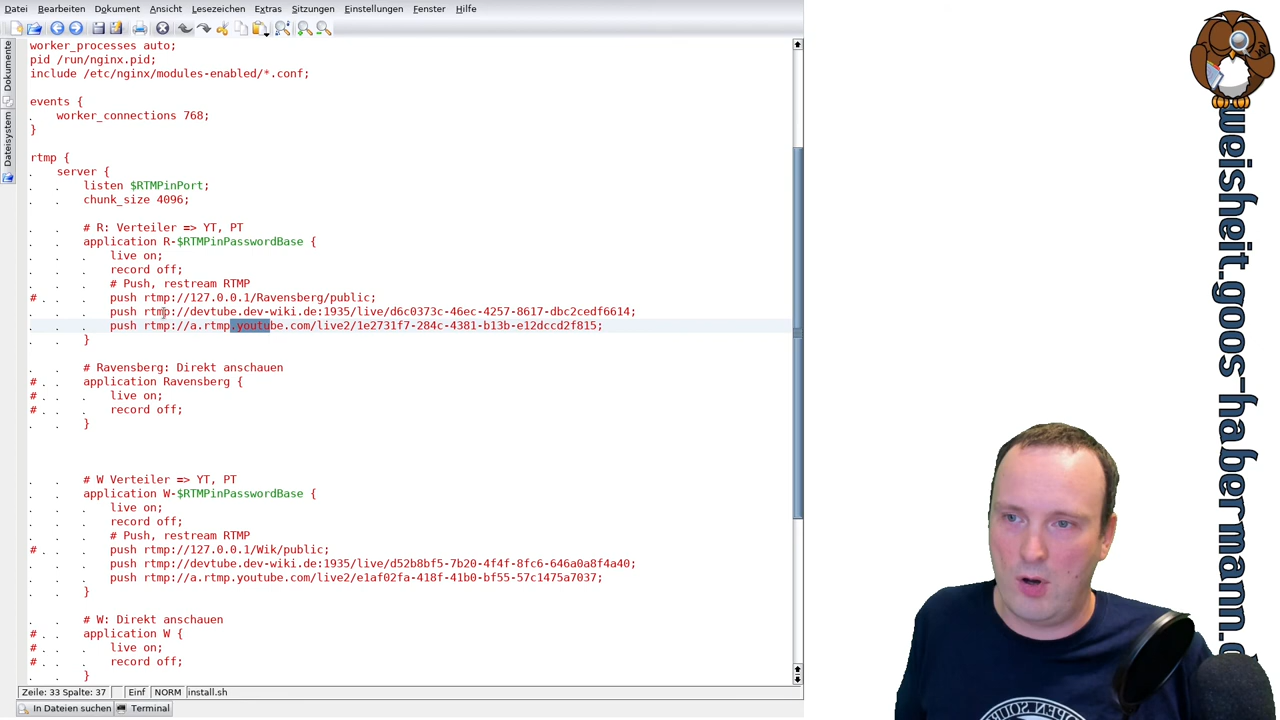 Datei Bearbeiten Dokument Ansicht Lesezeichen Extras Sitzungen Einstellungen Fenster Hilfe
Dokumente
Dateisystem
worker_processes auto;
pid /run/nginx.pid;
include /etc/nginx/modules-enabled/*.conf;
events {
. worker_connections 768;
}
rtmp {
. server {
. . listen $RTMPinPort;
. . chunk_size 4096;
. . # R: Verteiler => YT, PT
. . application R-$RTMPinPasswordBase {
. . . live on;
. . . record off;
. . . # Push, restream RTMP
# . . . push rtmp://127.0.0.1/Ravensberg/public;
. . . push rtmp://devtube.dev-wiki.de:1935/live/d6c0373c-46ec-4257-8617-dbc2cedf6614;
. . . push rtmp://a.rtmp.youtube.com/live2/1e2731f7-284c-4381-b13b-e12dccd2f815;
. . }
. . # Ravensberg: Direkt anschauen
# . . application Ravensberg {
# . . . live on;
# . . . record off;
. . }
. . # W Verteiler => YT, PT
. . application W-$RTMPinPasswordBase {
. . . live on;
. . . record off;
. . . # Push, restream RTMP
# . . . push rtmp://127.0.0.1/Wik/public;
. . . push rtmp://devtube.dev-wiki.de:1935/live/d52b8bf5-7b20-4f4f-8fc6-646a0a8f4a40;
. . . push rtmp://a.rtmp.youtube.com/live2/e1af02fa-418f-41b0-bf55-57c1475a7037;
. . }
. . # W: Direkt anschauen
# . . application W {
# . . . live on;
# . . . record off;
. . }
Zeile: 33 Spalte: 37 Einf NORM install.sh
In Dateien suchen Terminal
weisheit.goos-habermann.
OPEN SOUR